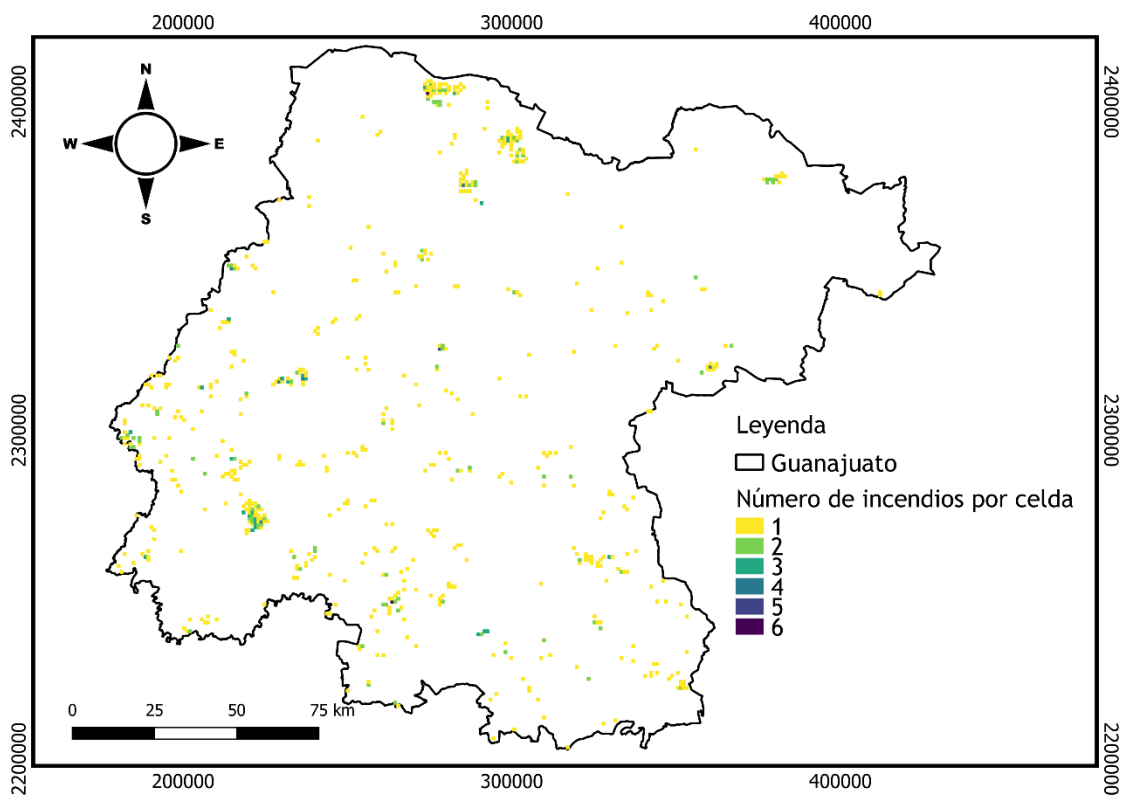 200000 300000 400000
2400000 2400000
N
W E
S
2300000 2300000
Leyenda
Guanajuato
Número de incendios por celda
1
2
3
4
5
6
0 25 50 75 km
2200000 2200000
200000 300000 400000